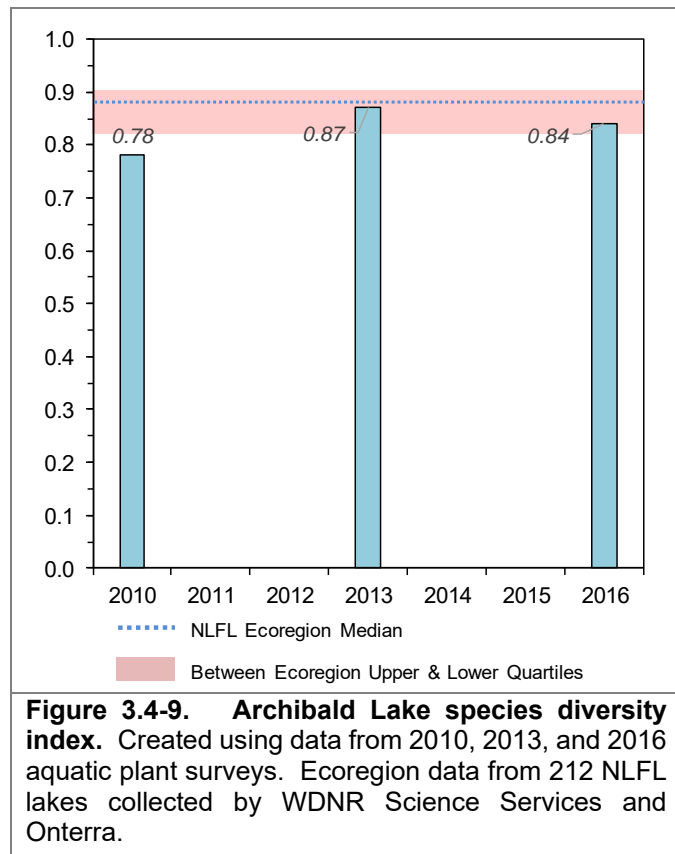 1.0
0.9
0.8
0.7
0.6
0.5
0.4
0.3
0.2
0.1
0.0
0.78
0.87
0.84
2010 2011 2012 2013 2014 2015 2016
NLFL Ecoregion Median
Between Ecoregion Upper & Lower Quartiles
Figure 3.4-9. Archibald Lake species diversity
index. Created using data from 2010, 2013, and 2016
aquatic plant surveys. Ecoregion data from 212 NLFL
lakes collected by WDNR Science Services and
Onterra.